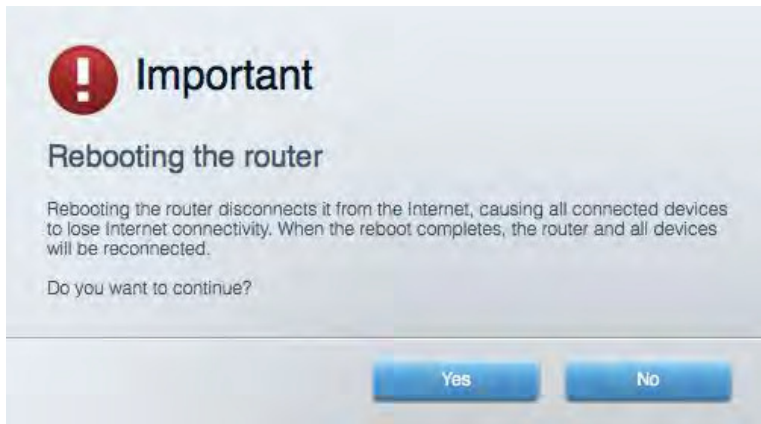 Important
Rebooting the router
Rebooting the router disconnects it from the Internet, causing all connected devices
to lose Internet connectivity. When the reboot completes, the router and all devices
will be reconnected.
Do you want to continue?
Yes No